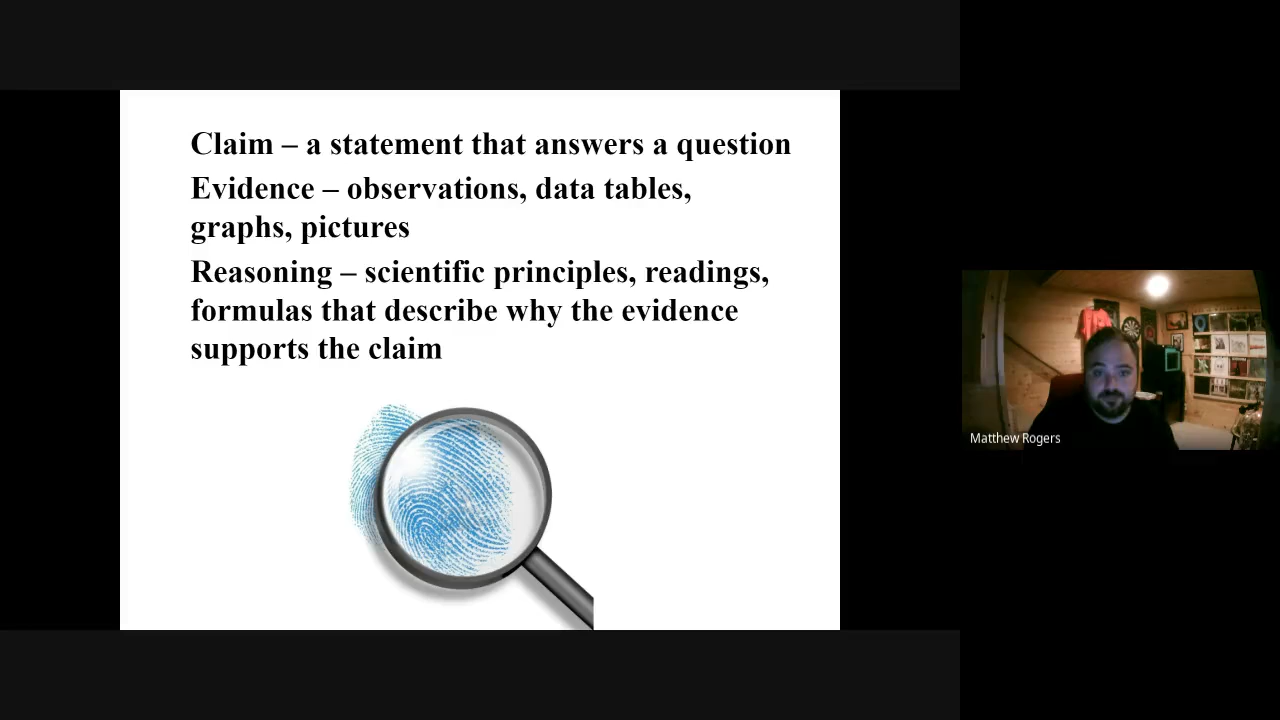 Claim – a statement that answers a question
Evidence – observations, data tables,
graphs, pictures
Reasoning – scientific principles, readings,
formulas that describe why the evidence
supports the claim
Matthew Rogers